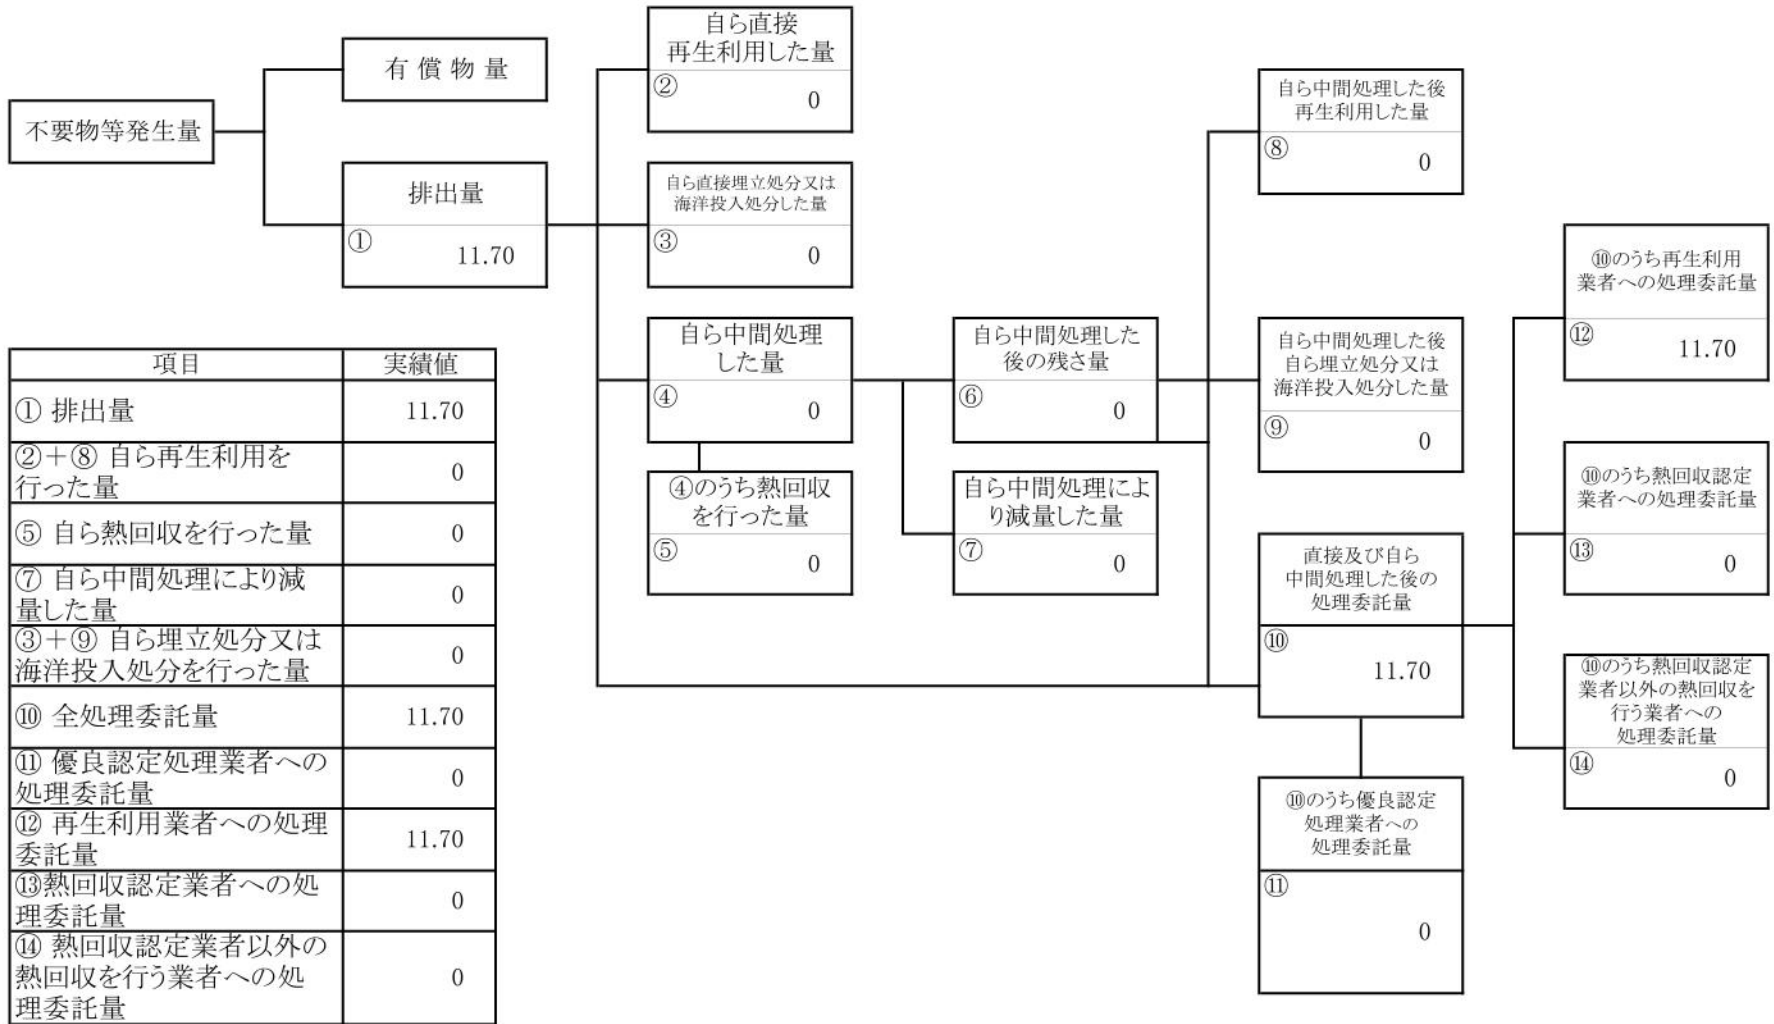 不要物等発生量
有償物量
排出量
①
11.70
自ら直接
再生利用した量
②
0
自ら直接埋立処分又は
海洋投入処分した量
③
0
自ら中間処理
した量
④
0
④のうち熱回収
を行った量
⑤
0
自ら中間処理した
後の残さ量
⑥
0
自ら中間処理によ
り減量した量
⑦
0
自ら中間処理した後
再生利用した量
⑧
0
自ら中間処理した後
自ら埋立処分又は
海洋投入処分した量
⑨
0
直接及び自ら
中間処理した後の
処理委託量
⑩
11.70
⑩のうち優良認定
処理業者への
処理委託量
⑪
0
⑩のうち再生利用
業者への処理委託量
⑫
11.70
⑩のうち熱回収認定
業者への処理委託量
⑬
0
⑩のうち熱回収認定
業者以外の熱回収を
行う業者への
処理委託量
⑭
0
項目 実績値
① 排出量 11.70
②＋⑧ 自ら再生利用を
行った量 0
⑤ 自ら熱回収を行った量 0
⑦ 自ら中間処理により減
量した量 0
③＋⑨ 自ら埋立処分又は
海洋投入処分を行った量 0
⑩ 全処理委託量 11.70
⑪ 優良認定処理業者への
処理委託量 0
⑫ 再生利用業者への処理
委託量 11.70
⑬熱回収認定業者への処
理委託量 0
⑭ 熱回収認定業者以外の
熱回収を行う業者への処
理委託量 0